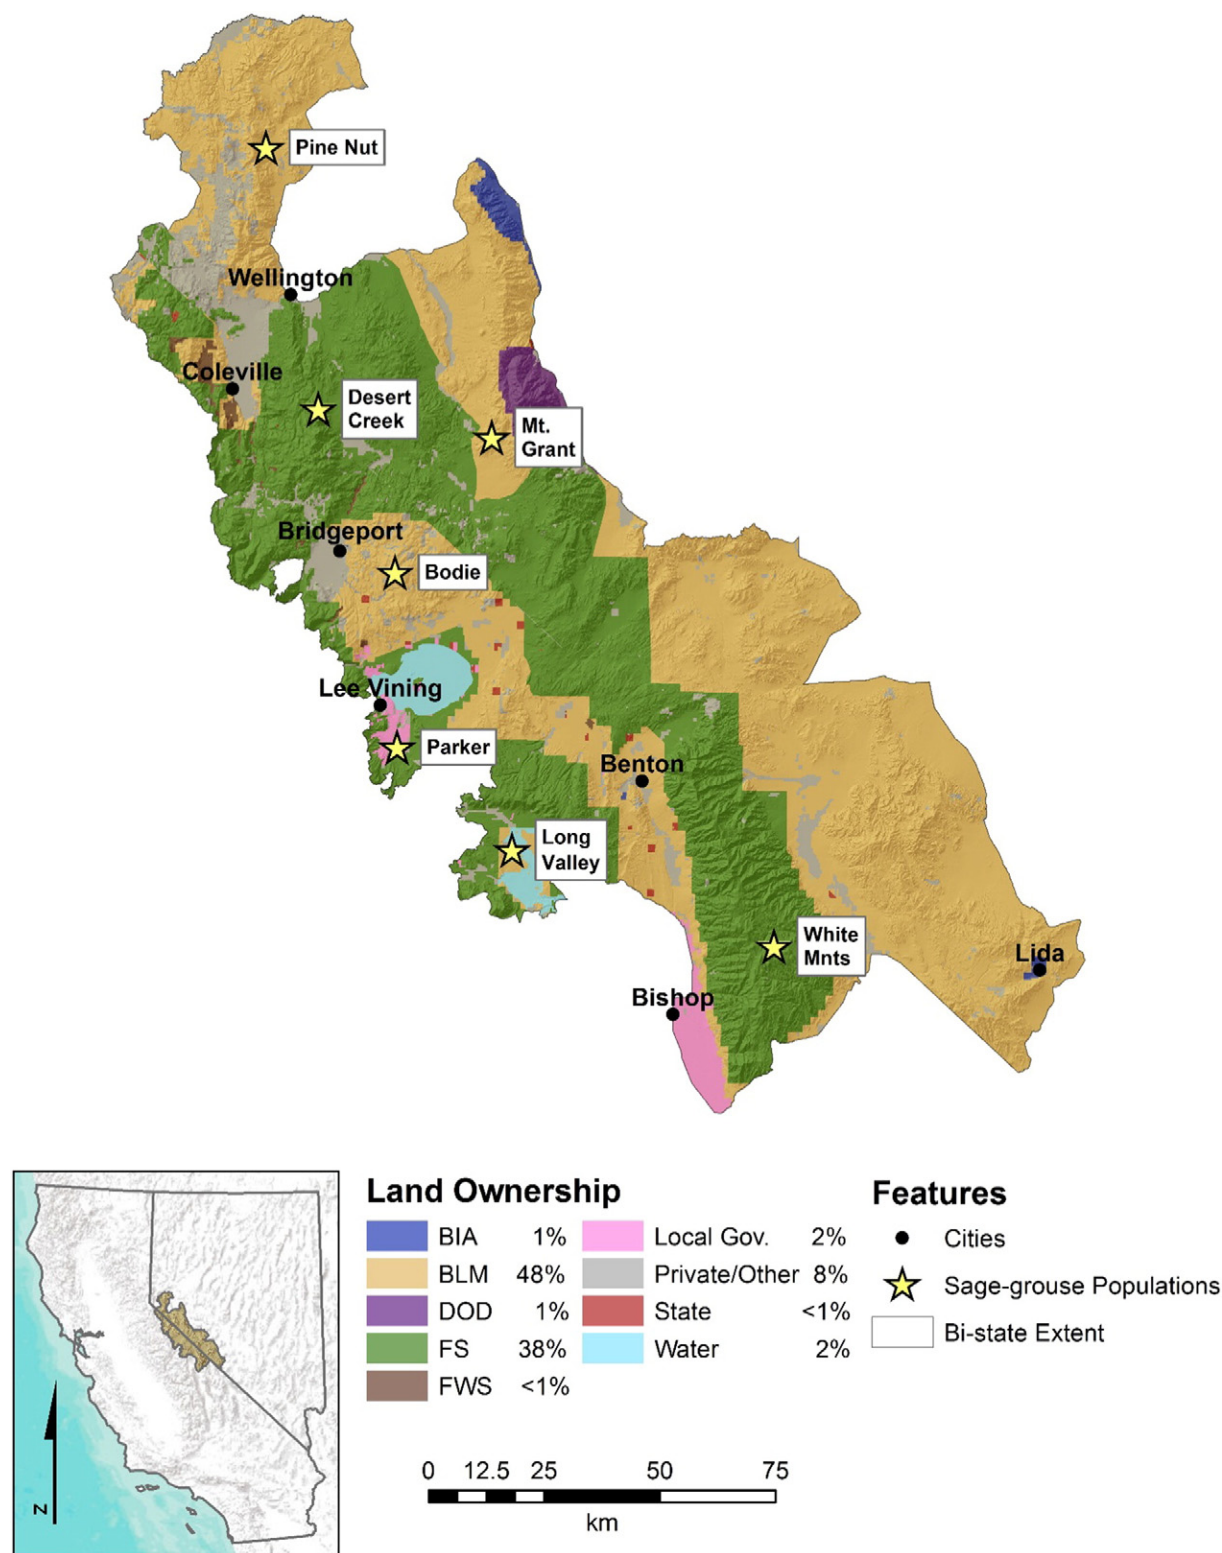 Pine Nut
Wellington
Coleville
Desert
Creek
Mt.
Grant
Bridgeport
Bodie
Lee Vining
Parker
Benton
Long
Valley
White
Mnts
Lida
Bishop
Land Ownership
BIA 1%
BLM 48%
DOD 1%
FS 38%
FWS <1%
Local Gov. 2%
Private/Other 8%
State <1%
Water 2%
Features
Cities
Sage-grouse Populations
Bi-state Extent
N
0 12.5 25 50 75
km